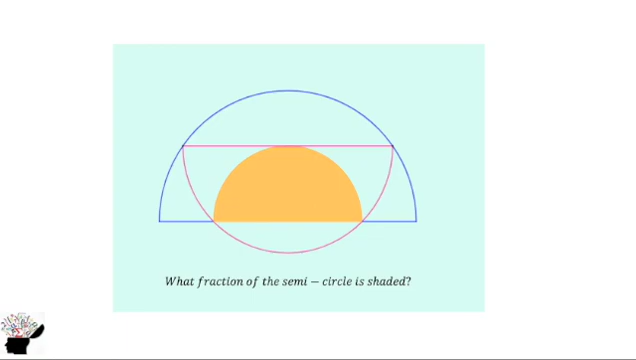 What fraction of the semi − circle is shaded?